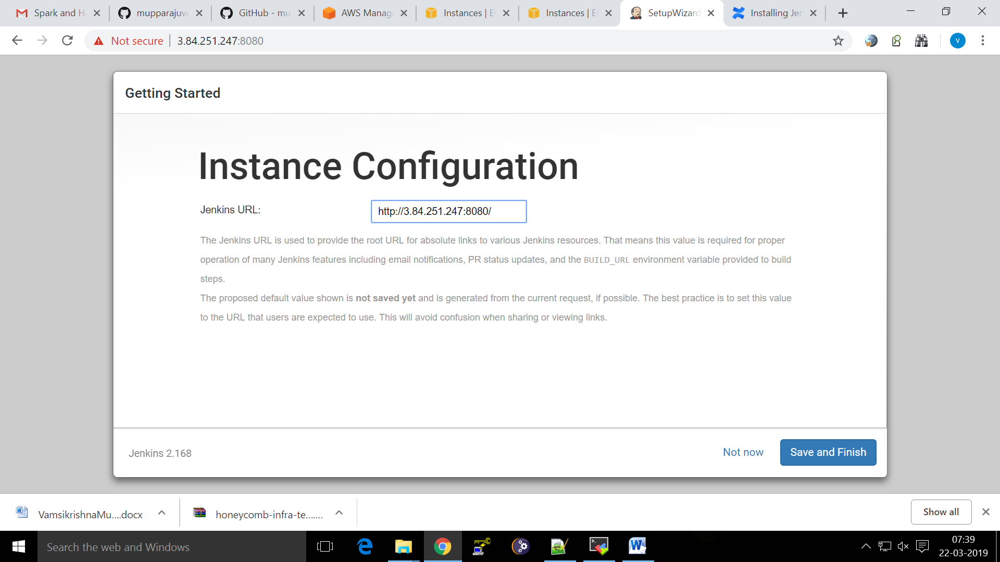 Spark and Ha
mupparajuva
GitHub - mu
AWS Manage
Instances | EC
Instances | EC
SetupWizard
Installing Jen
Not secure
3.84.251.247:8080
V
Getting Started
Instance Configuration
Jenkins URL:
http://3.84.251.247:8080/
The Jenkins URL is used to provide the root URL for absolute links to various Jenkins resources. That means this value is required for proper
operation of many Jenkins features including email notifications, PR status updates, and the BUILD_URL environment variable provided to build
steps.
The proposed default value shown is not saved yet and is generated from the current request, if possible. The best practice is to set this value
to the URL that users are expected to use. This will avoid confusion when sharing or viewing links.
Jenkins 2.168
Not now
Save and Finish
VamsikrishnaMu....docx
honeycomb-infra-te.......
Show all
Search the web and Windows
07:39
22-03-2019